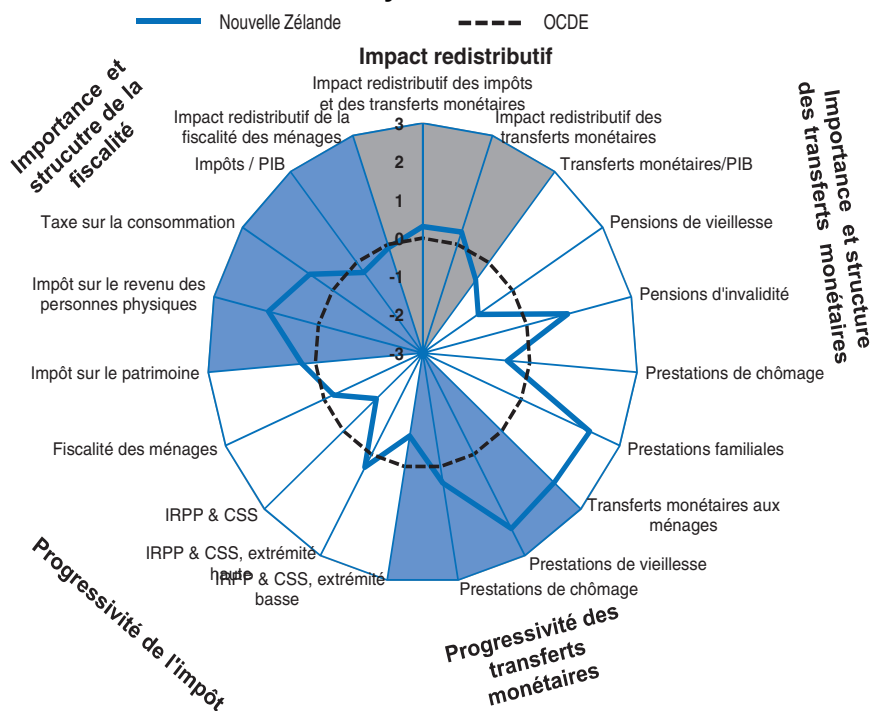 Nouvelle Zélande
OCDE
Impact redistributif
Impact redistributif des impôts
et des transferts monétaires
Impact redistributif des
transferts monétaires
Transferts monétaires/PIB
Pensions de vieillesse
Pensions d'invalidité
Prestations de chômage
Prestations familiales
Transferts monétaires aux
ménages
Prestations de vieillesse
Prestations de chômage
IRPP & CSS, extrémité
basse
IRPP & CSS, extrémité
haute
IRPP & CSS
Fiscalité des ménages
Impôt sur le patrimoine
Impôt sur le revenu des
personnes physiques
Taxe sur la consommation
Impôts / PIB
Impact redistributif de la
fiscalité des ménages
3
2
1
0
-1
-2
-3
Importance et
strucutre de la
fiscalité
Importance et structure
des transferts monétaires
Progressivité de l'impôt
Progressivité des
transferts
monétaires